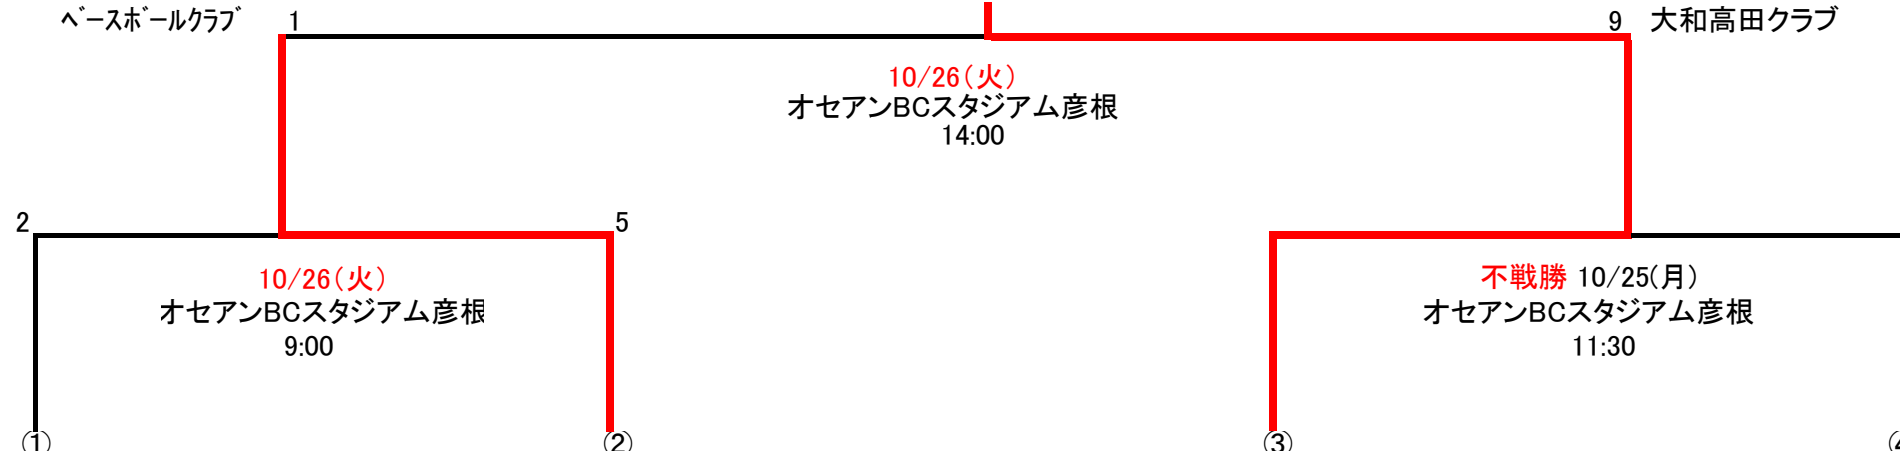 ﾍﾞｰｽﾎﾞｰﾙｸﾗﾌﾞ 1
9 大和高田クラブ
10/26(火)
オセアンBCスタジアム彦根
14:00
2
5
10/26(火)
オセアンBCスタジアム彦根
9:00
不戦勝 10/25(月)
オセアンBCスタジアム彦根
11:30
①
②
③
④